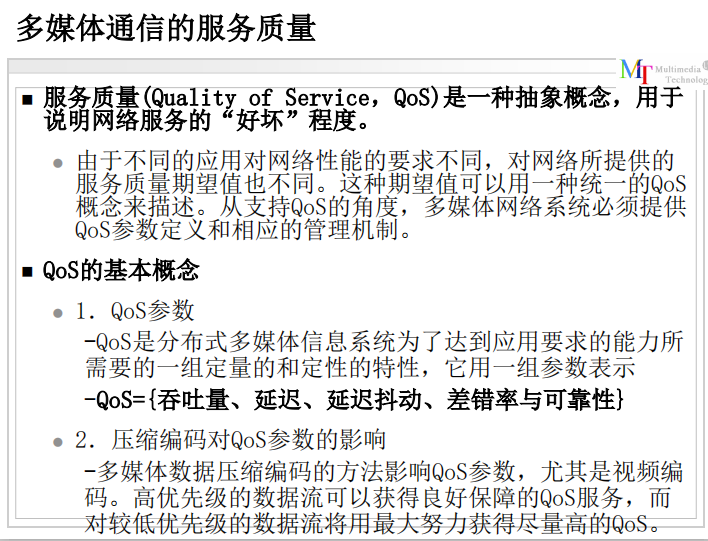 多媒体通信的服务质量
MT Multimedia
Technolog
■ 服务质量(Quality of Service，QoS)是一种抽象概念，用于
说明网络服务的“好坏”程度。
● 由于不同的应用对网络性能的要求不同，对网络所提供的
服务质量期望值也不同。这种期望值可以用一种统一的QoS
概念来描述。从支持QoS的角度，多媒体网络系统必须提供
QoS参数定义和相应的管理机制。
■ QoS的基本概念
● 1．QoS参数
–QoS是分布式多媒体信息系统为了达到应用要求的能力所
需要的一组定量的和定性的特性，它用一组参数表示
–QoS={吞吐量、延迟、延迟抖动、差错率与可靠性}
● 2．压缩编码对QoS参数的影响
–多媒体数据压缩编码的方法影响QoS参数，尤其是视频编
码。高优先级的数据流可以获得良好保障的QoS服务，而
对较低优先级的数据流将用最大努力获得尽量高的QoS。